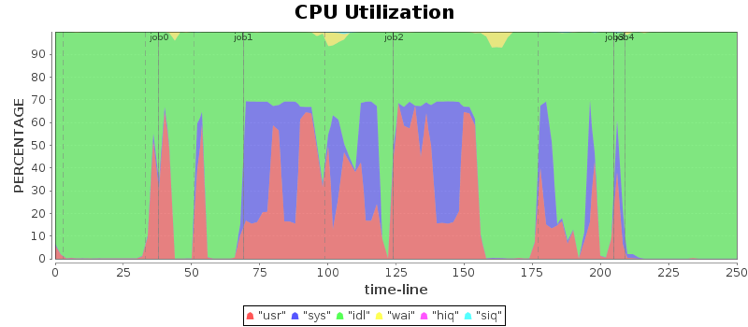 CPU Utilization
job0 job1 job2 job4
90
80
70
60
50
40
30
20
10
0
PERCENTAGE
0 25 50 75 100 125 150 175 200 225 250
time-line
"usr" "sys" "idl" "wai" "hiq" "siq"